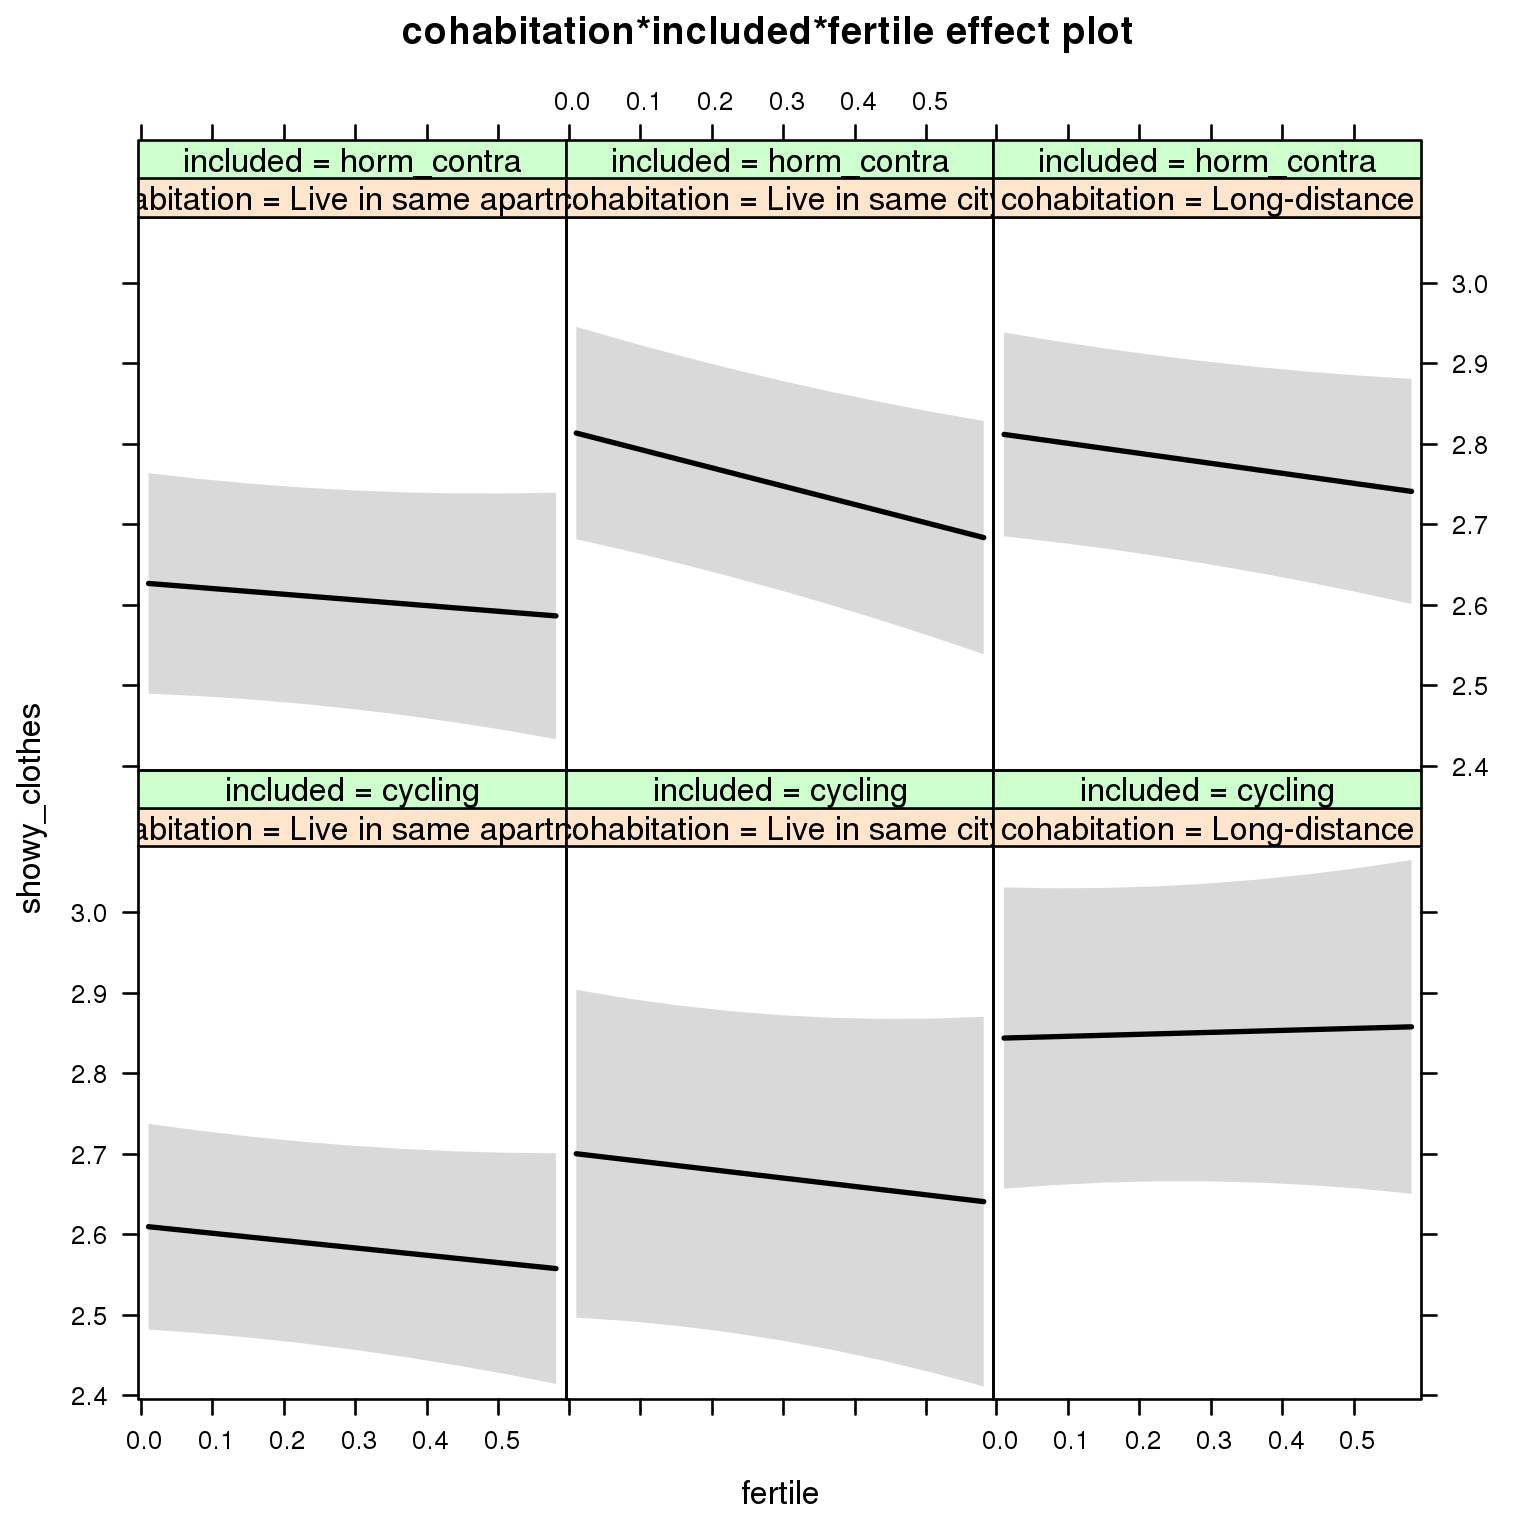 cohabitation*included*fertile effect plot
0.0 0.1 0.2 0.3 0.4 0.5
included = horm_contra included = horm_contra included = horm_contra
abitation = Live in same apartm cohabitation = Live in same city cohabitation = Long-distance
3.0
2.9
2.8
2.7
2.6
2.5
2.4
showy_clothes
included = cycling included = cycling included = cycling
abitation = Live in same apartm cohabitation = Live in same city cohabitation = Long-distance
3.0
2.9
2.8
2.7
2.6
2.5
2.4
0.0 0.1 0.2 0.3 0.4 0.5 0.0 0.1 0.2 0.3 0.4 0.5
fertile